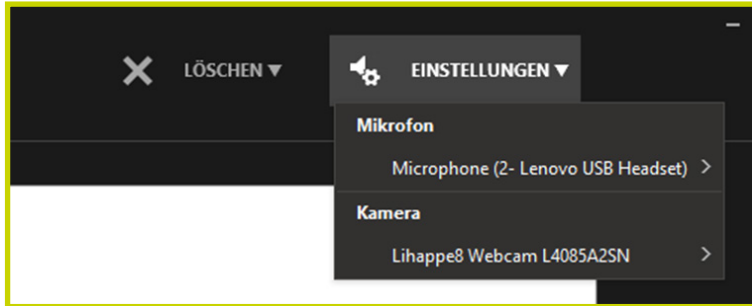 LÖSCHEN ▼ EINSTELLUNGEN ▼
Mikrofon
Microphone (2- Lenovo USB Headset) >
Kamera
Lihappe8 Webcam L4085A2SN >